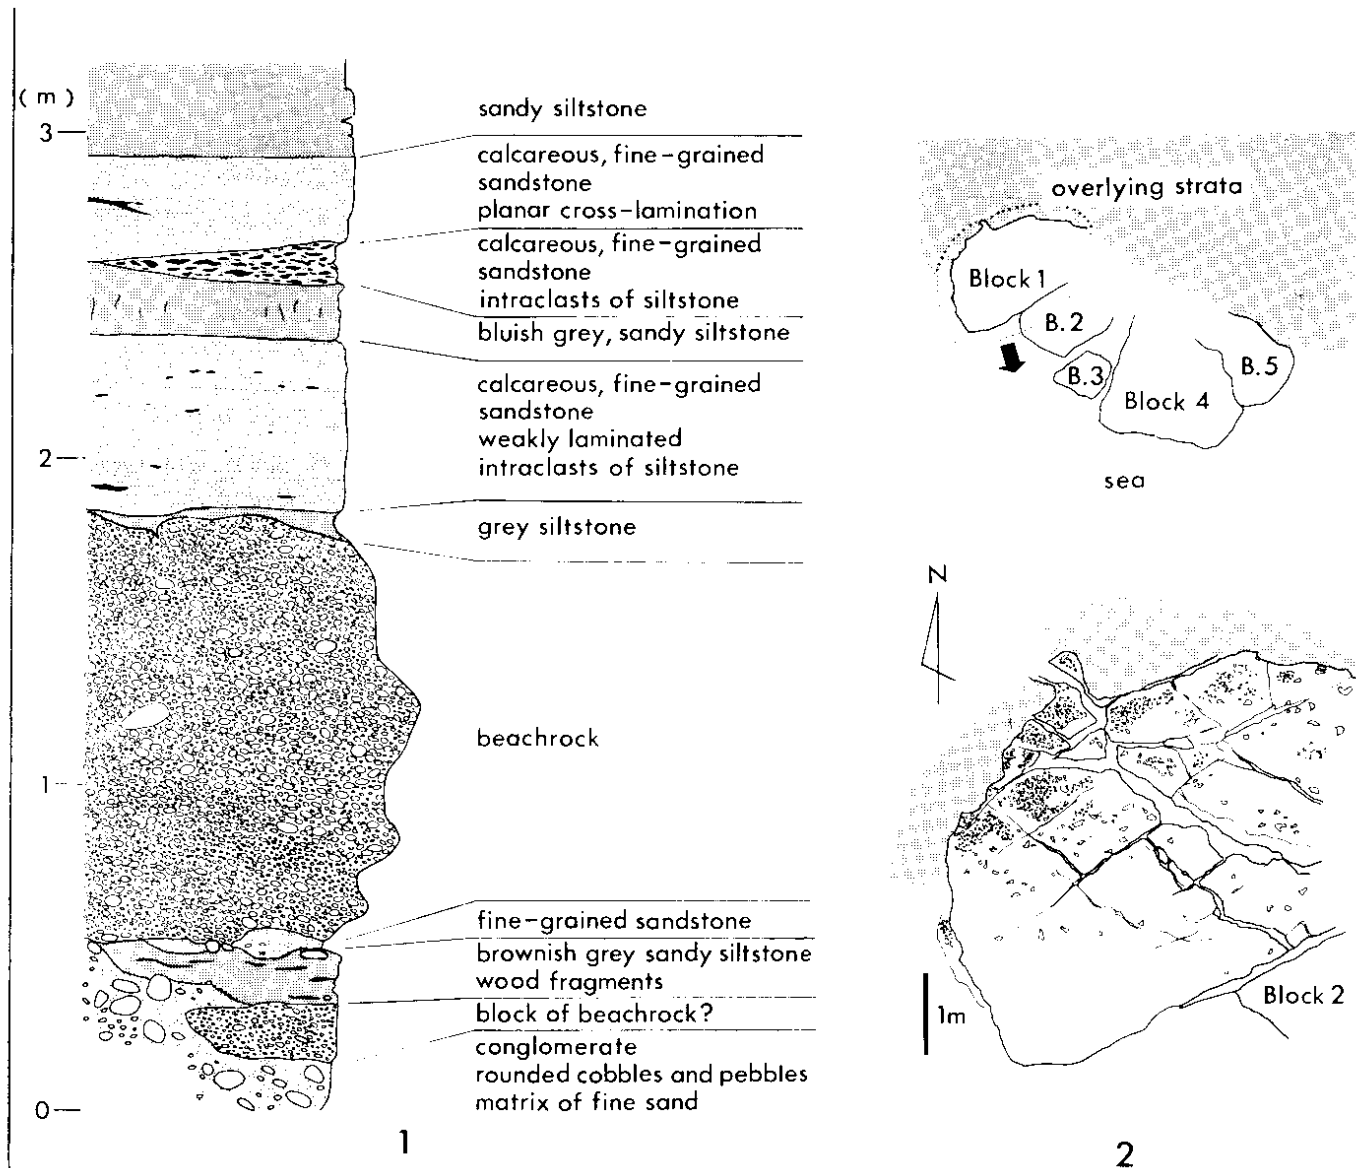 (m)
3
2
1
0
sandy siltstone
calcareous, fine-grained
sandstone
planar cross-lamination
calcareous, fine-grained
sandstone
intraclasts of siltstone
bluish grey, sandy siltstone
calcareous, fine-grained
sandstone
weakly laminated
intraclasts of siltstone
grey siltstone
beachrock
fine-grained sandstone
brownish grey sandy siltstone
wood fragments
block of beachrock?
conglomerate
rounded cobbles and pebbles
matrix of fine sand
1
overlying strata
Block 1
B.2
B.3
Block 4
B.5
sea
N
Block 2
1m
2